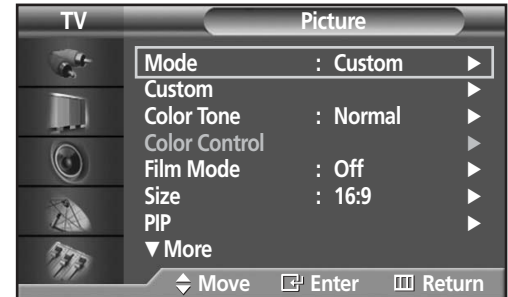 TV Picture
Mode : Custom ▶
Custom ▶
Color Tone : Normal ▶
Color Control ▶
Film Mode : Off ▶
Size : 16:9 ▶
PIP ▶
▼ More
Move Enter Return